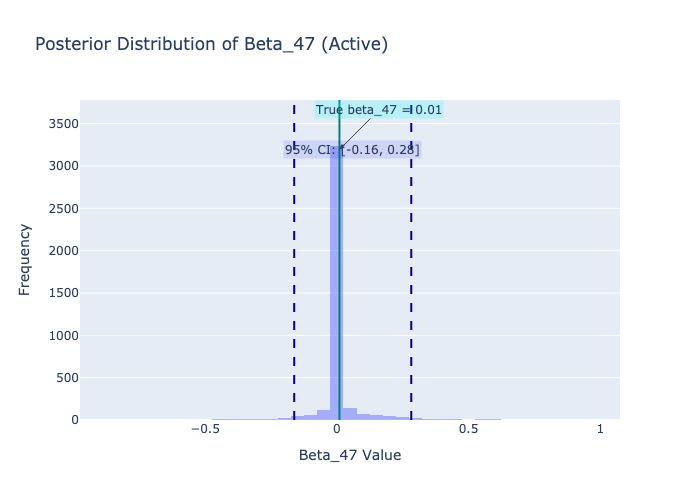 Posterior Distribution of Beta_47 (Active)
True beta_47 = 0.01
95% CI: [-0.16, 0.28]
3500
3000
2500
2000
1500
1000
500
0
Frequency
−0.5
0
0.5
1
Beta_47 Value